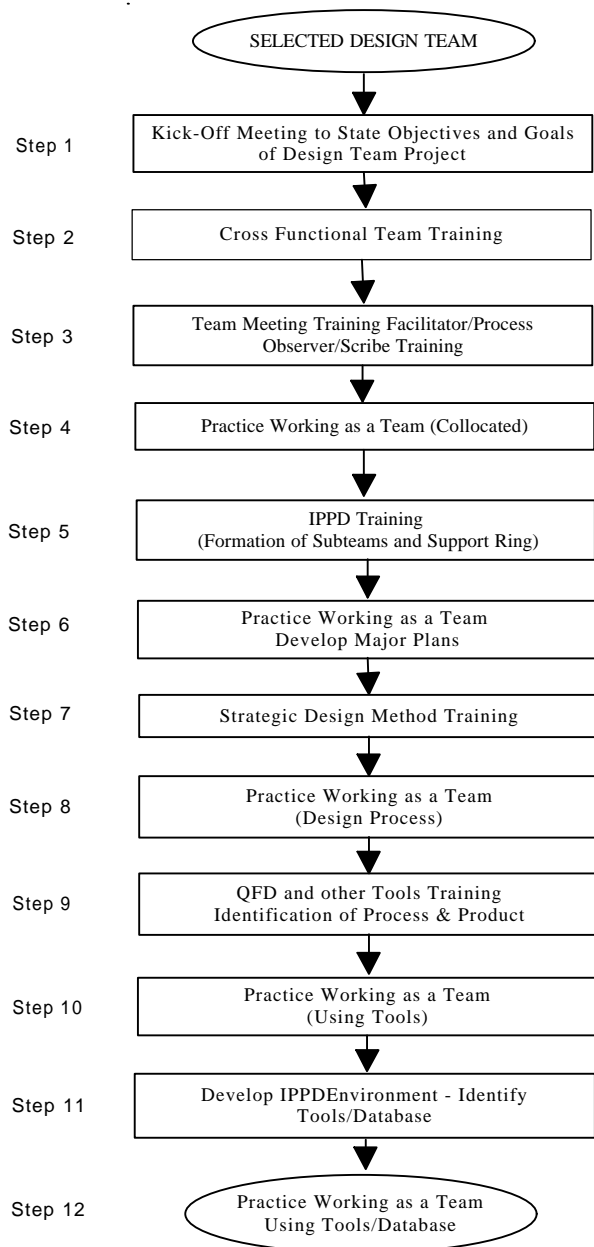 SELECTED DESIGN TEAM
Step 1
Kick-Off Meeting to State Objectives and Goals
of Design Team Project
Step 2
Cross Functional Team Training
Step 3
Team Meeting Training Facilitator/Process
Observer/Scribe Training
Step 4
Practice Working as a Team (Collocated)
Step 5
IPPD Training
(Formation of Subteams and Support Ring)
Step 6
Practice Working as a Team
Develop Major Plans
Step 7
Strategic Design Method Training
Step 8
Practice Working as a Team
(Design Process)
Step 9
QFD and other Tools Training
Identification of Process & Product
Step 10
Practice Working as a Team
(Using Tools)
Step 11
Develop IPPDEnvironment - Identify
Tools/Database
Step 12
Practice Working as a Team
Using Tools/Database